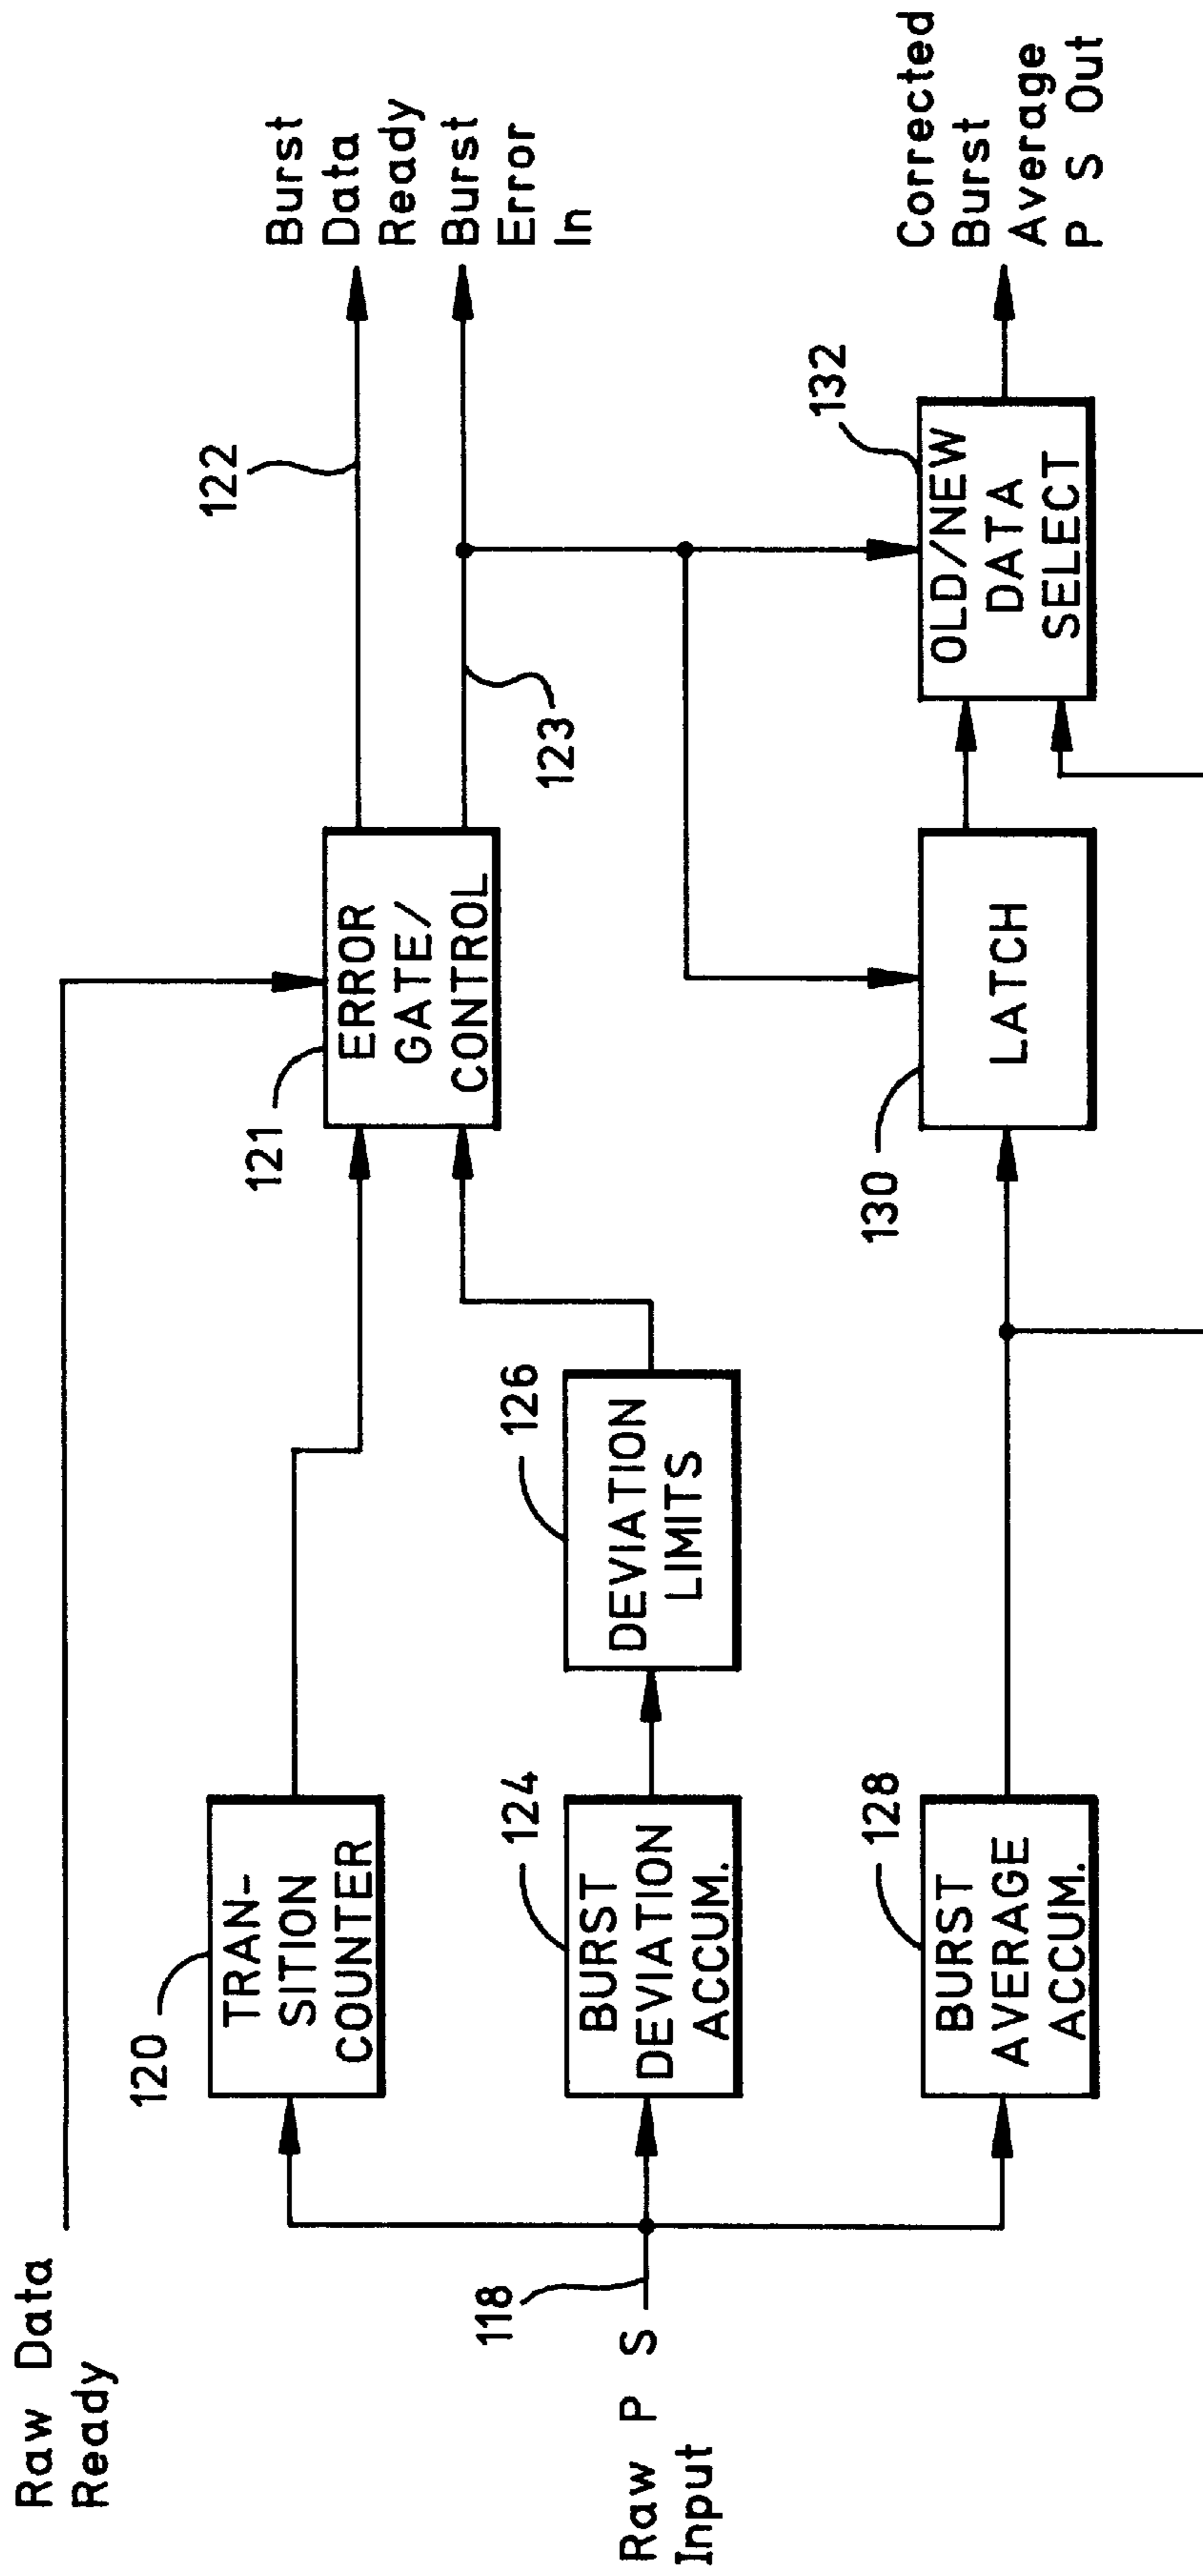 Raw Data
Ready
120
TRAN-
SITION
COUNTER
121
ERROR
GATE/
CONTROL
122
Burst
Data
Ready
123
Burst
Error
In
118
Raw P S
Input
124
BURST
DEVIATION
ACCUM.
126
DEVIATION
LIMITS
128
BURST
AVERAGE
ACCUM.
130
LATCH
132
OLD/NEW
DATA
SELECT
Corrected
Burst
Average
P S Out